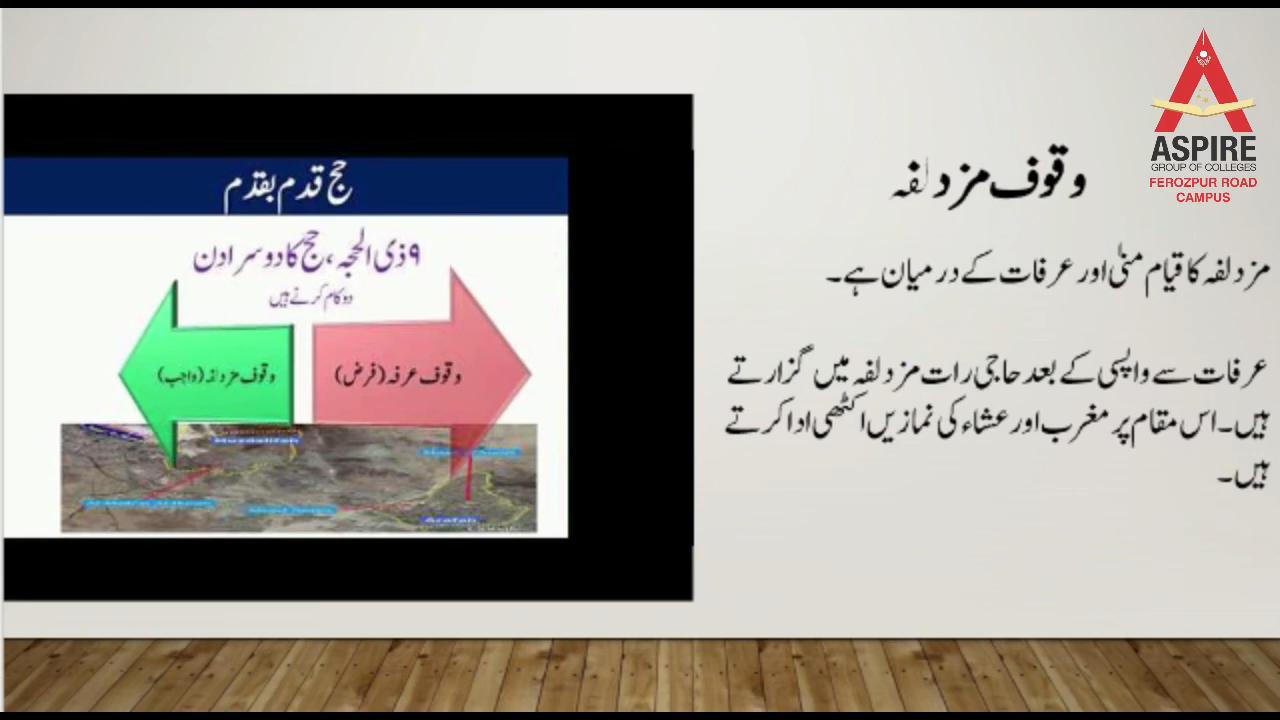 ASPIRE
GROUP OF COLLEGES
FEROZPUR ROAD
CAMPUS
وقوف مزدلفہ
مزدلفہ کا قیام منیٰ اور عرفات کے درمیان ہے۔
عرفات سے واپسی کے بعد حاجی رات مزدلفہ میں گزارتے
ہیں۔اس مقام پر مغرب اور عشاء کی نمازیں اکٹھی ادا کرتے
ہیں۔
حج قدم بقدم
۹ذی الحجہ، حج کا دوسرا دن
دو کام کرنے ہیں
وقوف عرفہ (فرض)
وقوف مزدلفہ (واجب)
Muzdalifah
Arafah